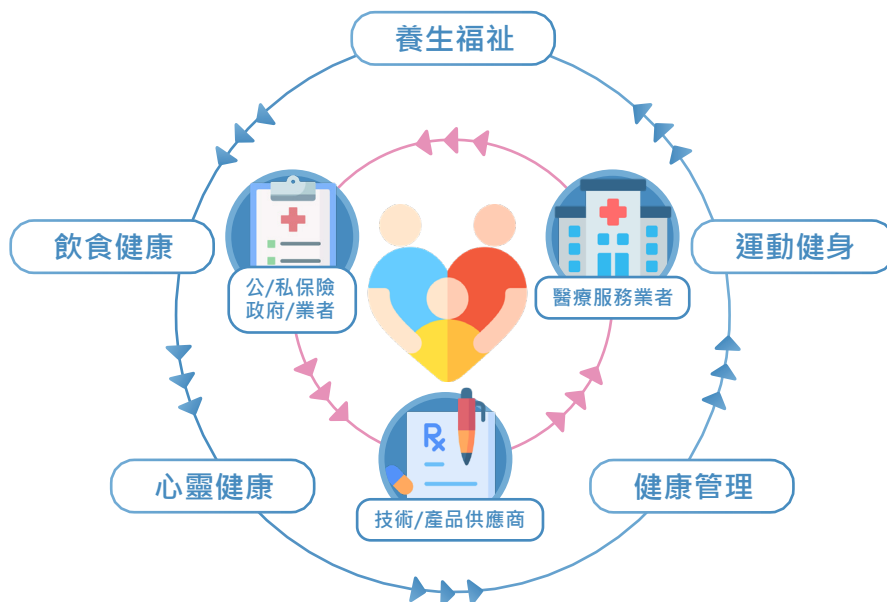 養生福祉
飲食健康
運動健身
公/私保險
政府/業者
醫療服務業者
Rx
心靈健康
健康管理
技術/產品供應商